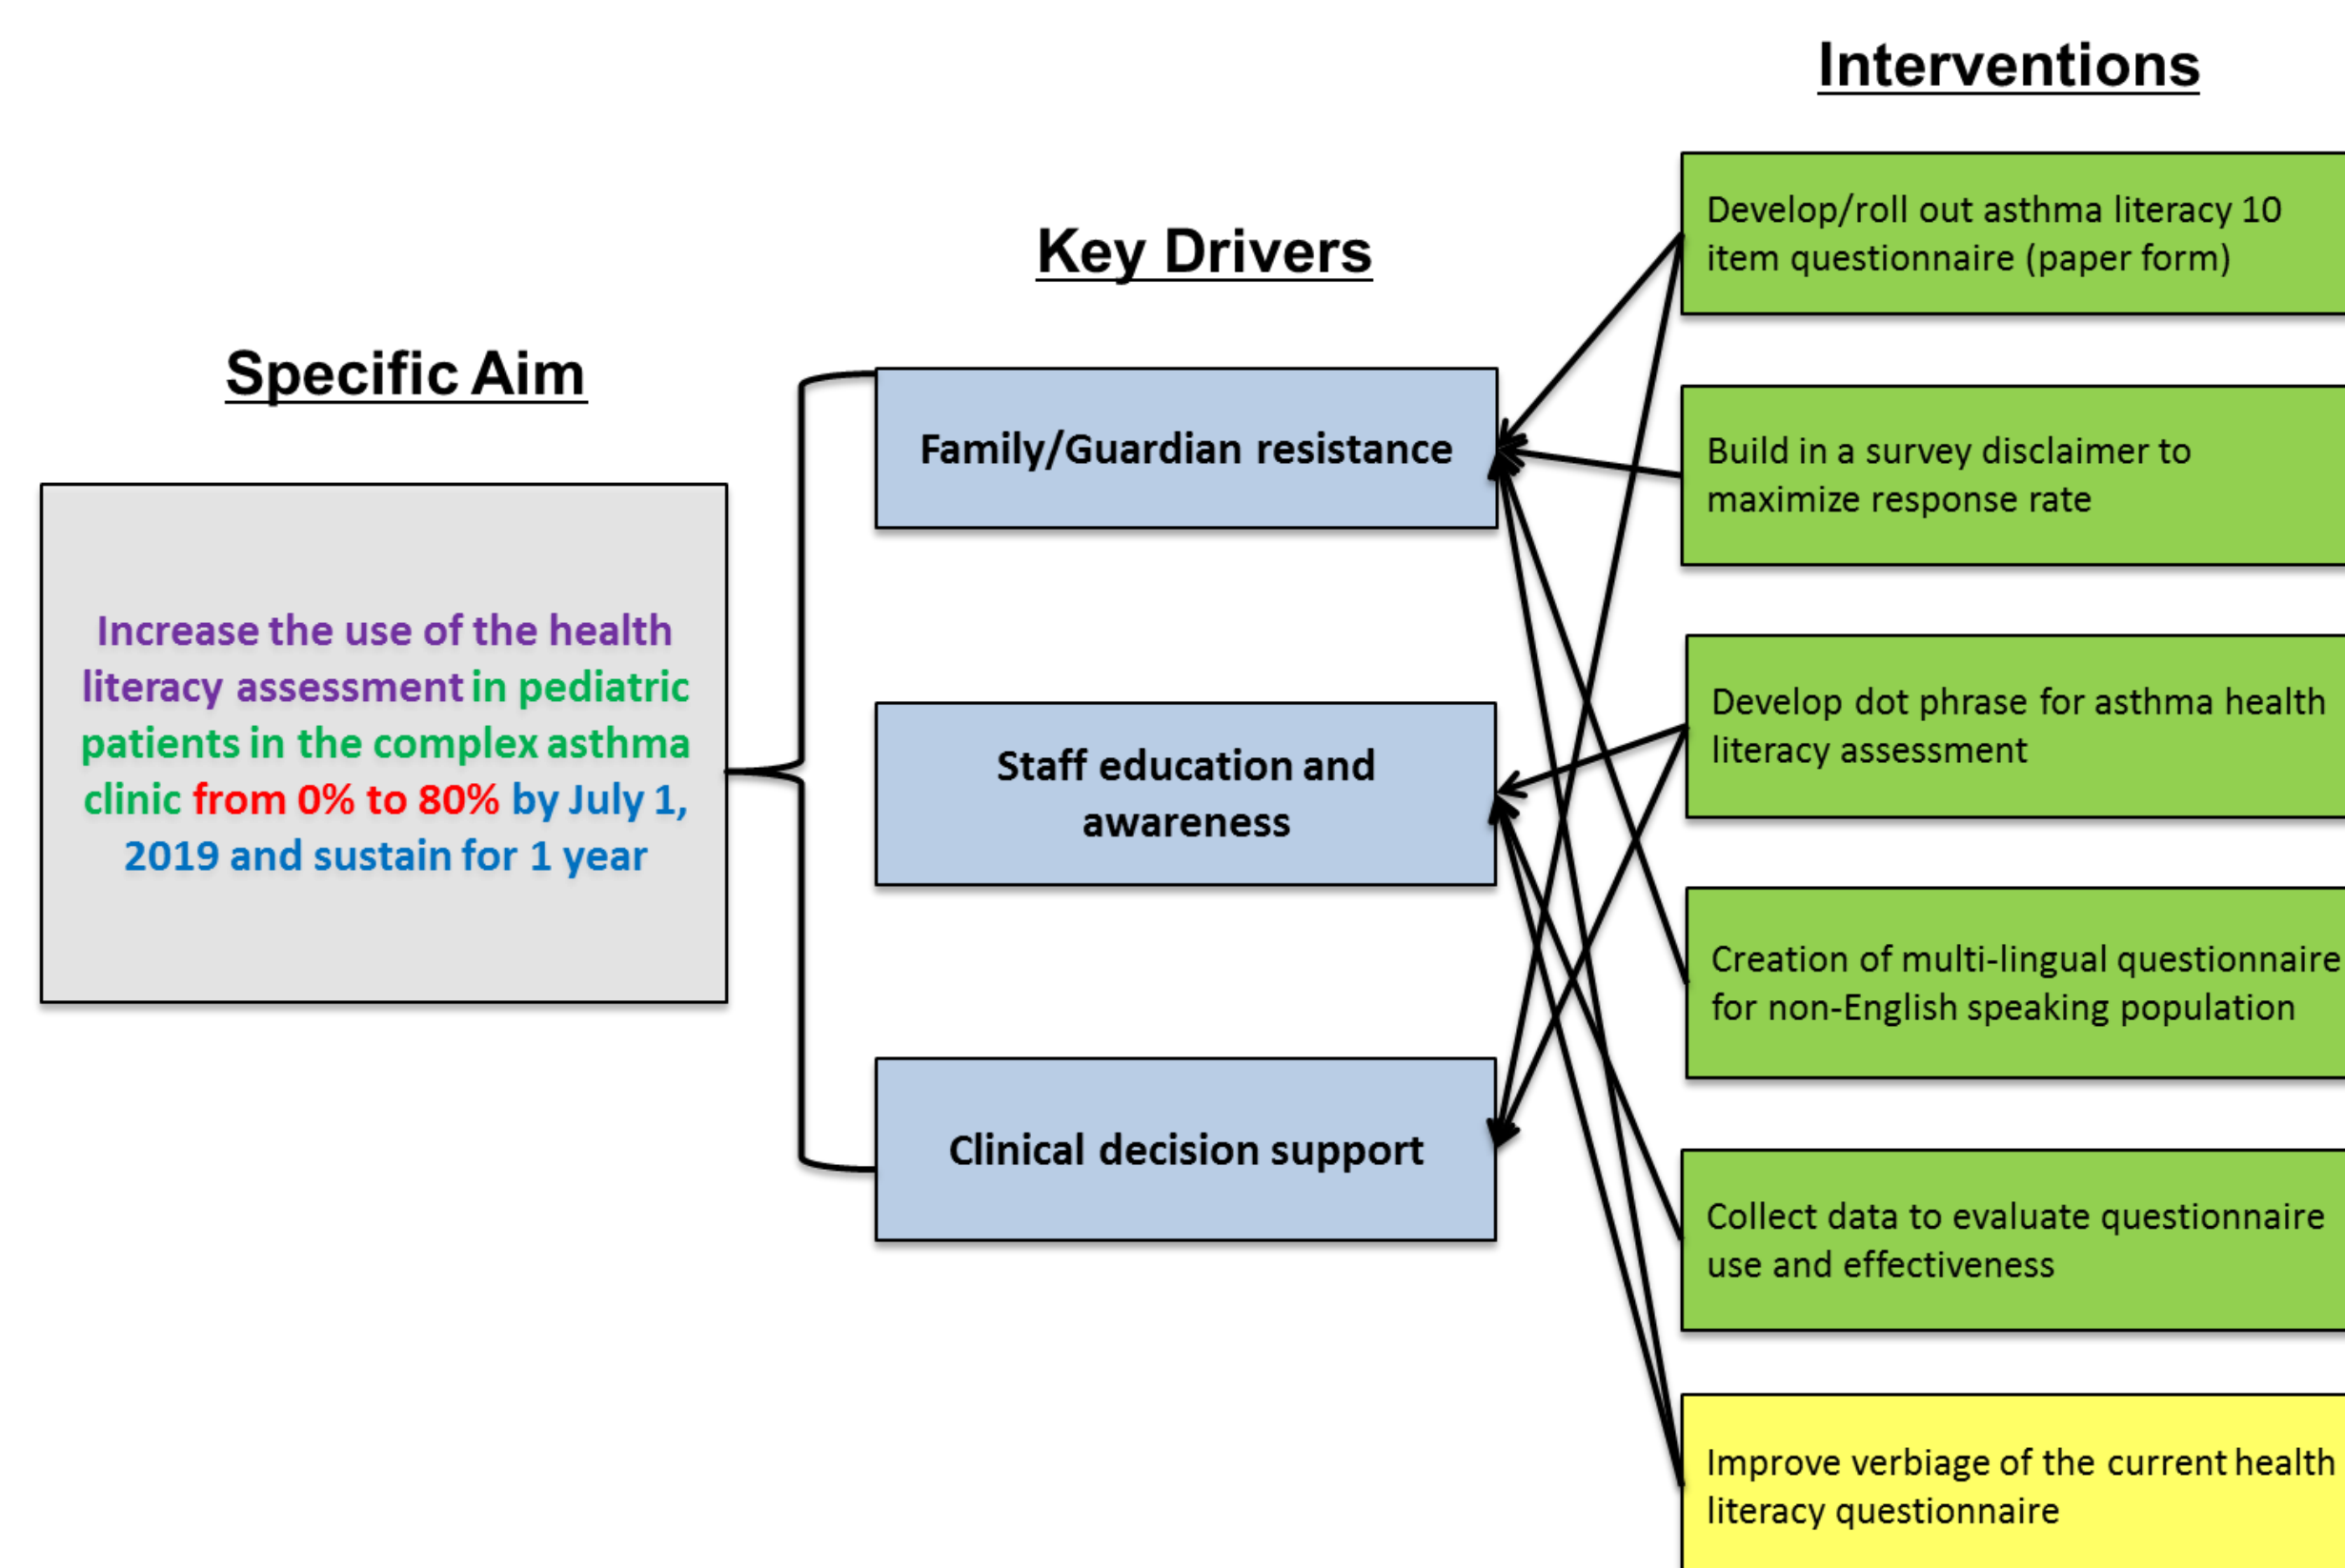 Interventions
Key Drivers
Specific Aim
Increase the use of the health
literacy assessment in pediatric
patients in the complex asthma
clinic from 0% to 80% by July 1,
2019 and sustain for 1 year
Family/Guardian resistance
Staff education and
awareness
Clinical decision support
Develop/roll out asthma literacy 10
item questionnaire (paper form)
Build in a survey disclaimer to
maximize response rate
Develop dot phrase for asthma health
literacy assessment
Creation of multi-lingual questionnaire
for non-English speaking population
Collect data to evaluate questionnaire
use and effectiveness
Improve verbiage of the current health
literacy questionnaire